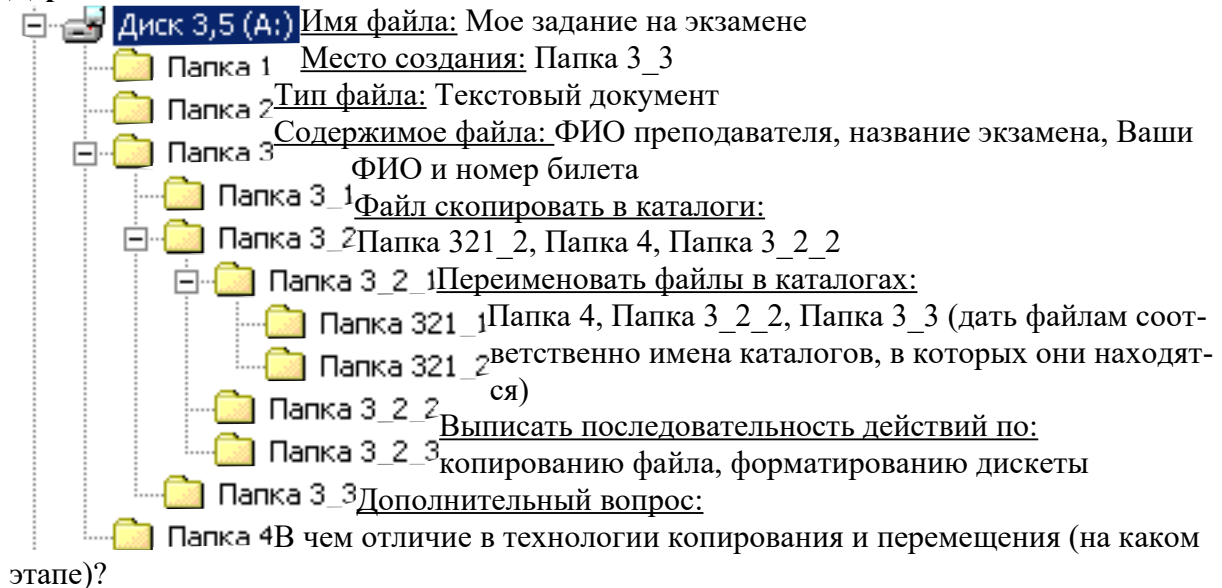 Диск 3,5 (A:) Имя файла: Мое задание на экзамене
Папка 1 Место создания: Папка 3_3
Папка 2 Тип файла: Текстовый документ
Папка 3 Содержимое файла: ФИО преподавателя, название экзамена, Ваши
ФИО и номер билета
Папка 3_1 Файл скопировать в каталоги:
Папка 3_2 Папка 321_2, Папка 4, Папка 3_2_2
Папка 3_2_1 Переименовать файлы в каталогах:
Папка 321_1 Папка 4, Папка 3_2_2, Папка 3_3 (дать файлам соот-
Папка 321_2 ветственно имена каталогов, в которых они находят-
ся)
Папка 3_2_2 Выписать последовательность действий по:
Папка 3_2_3 копированию файла, форматированию дискеты
Папка 3_3 Дополнительный вопрос:
Папка 4 В чем отличие в технологии копирования и перемещения (на каком
этапе)?